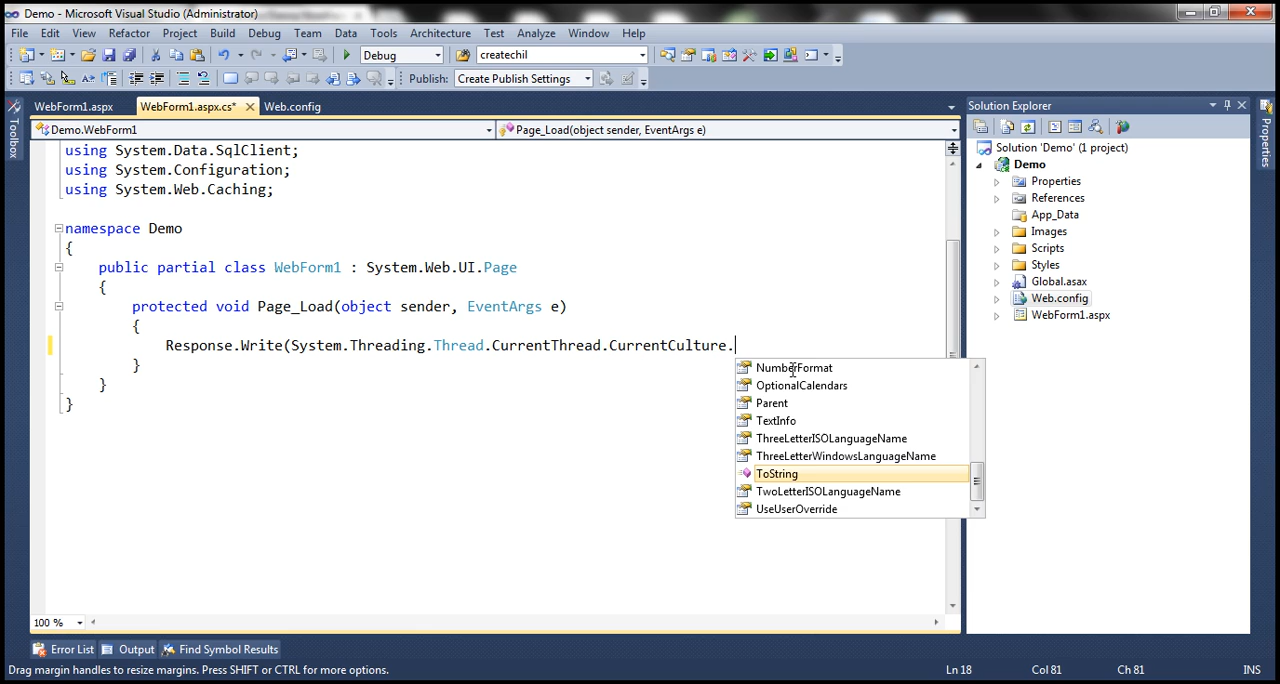 Demo - Microsoft Visual Studio (Administrator)
File Edit View Refactor Project Build Debug Team Data Tools Architecture Test Analyze Window Help
Debug createchil
Publish: Create Publish Settings
WebForm1.aspx WebForm1.aspx.cs* Web.config
Toolbox
Demo.WebForm1 Page_Load(object sender, EventArgs e)
using System.Data.SqlClient;
using System.Configuration;
using System.Web.Caching;
namespace Demo
{
public partial class WebForm1 : System.Web.UI.Page
{
protected void Page_Load(object sender, EventArgs e)
{
Response.Write(System.Threading.Thread.CurrentThread.CurrentCulture.
}
}
}
NumberFormat
OptionalCalendars
Parent
TextInfo
ThreeLetterISOLanguageName
ThreeLetterWindowsLanguageName
ToString
TwoLetterISOLanguageName
UseUserOverride
100 %
Solution Explorer
Solution 'Demo' (1 project)
Demo
Properties
References
App_Data
Images
Scripts
Styles
Global.asax
Web.config
WebForm1.aspx
Properties
Error List Output Find Symbol Results
Drag margin handles to resize margins. Press SHIFT or CTRL for more options. Ln 18 Col 81 Ch 81 INS